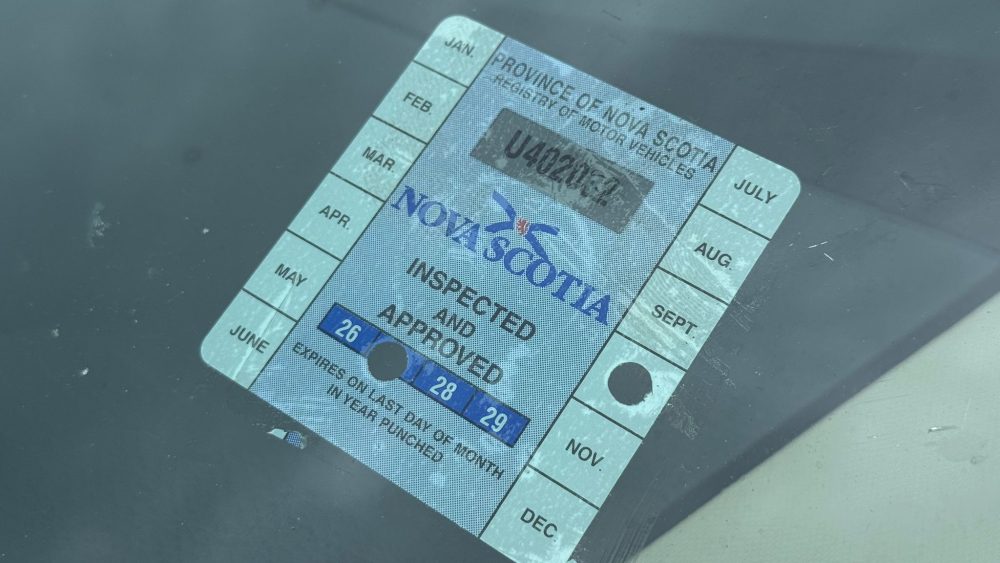 JAN.
FEB.
MAR.
APR.
MAY
JUNE
PROVINCE OF NOVA SCOTIA
REGISTRY OF MOTOR VEHICLES
NOVA SCOTIA
INSPECTED
AND
APPROVED
26 28 29
EXPIRES ON LAST DAY OF MONTH
IN YEAR PUNCHED
JULY
AUG.
SEPT.
NOV.
DEC.